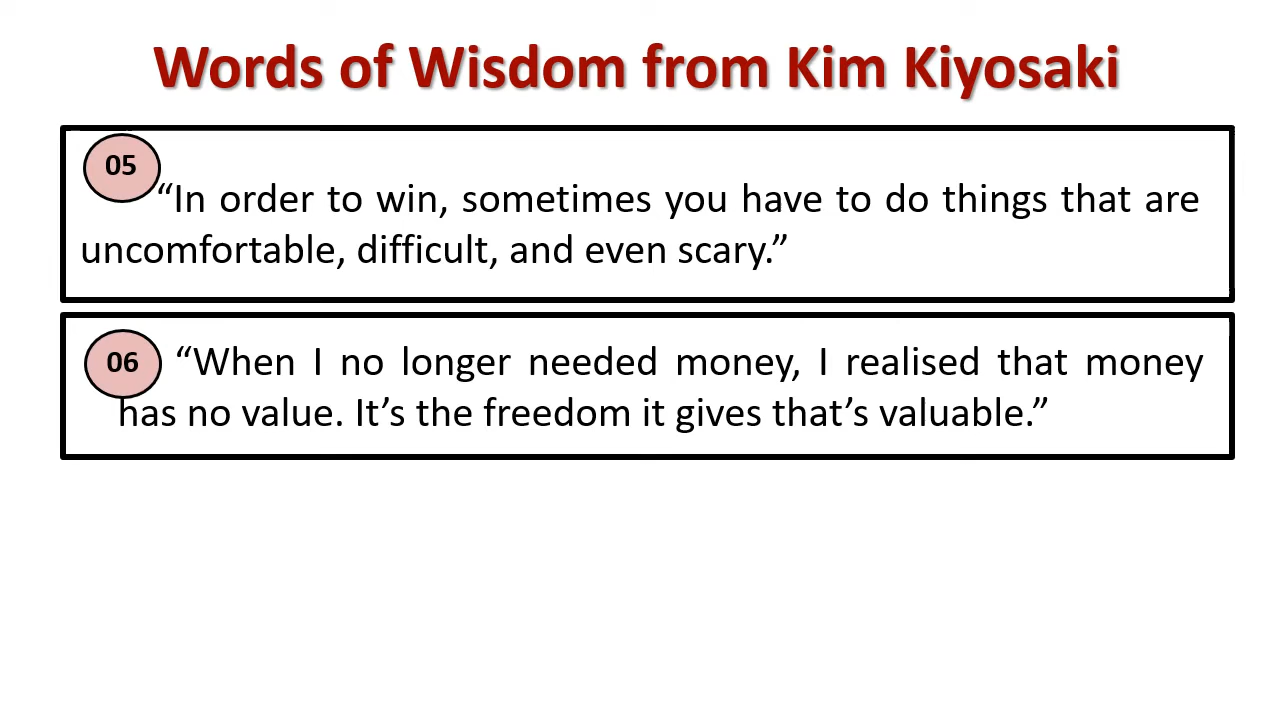 Words of Wisdom from Kim Kiyosaki
05
“In order to win, sometimes you have to do things that are
uncomfortable, difficult, and even scary.”
06
“When I no longer needed money, I realised that money
has no value. It’s the freedom it gives that’s valuable.”